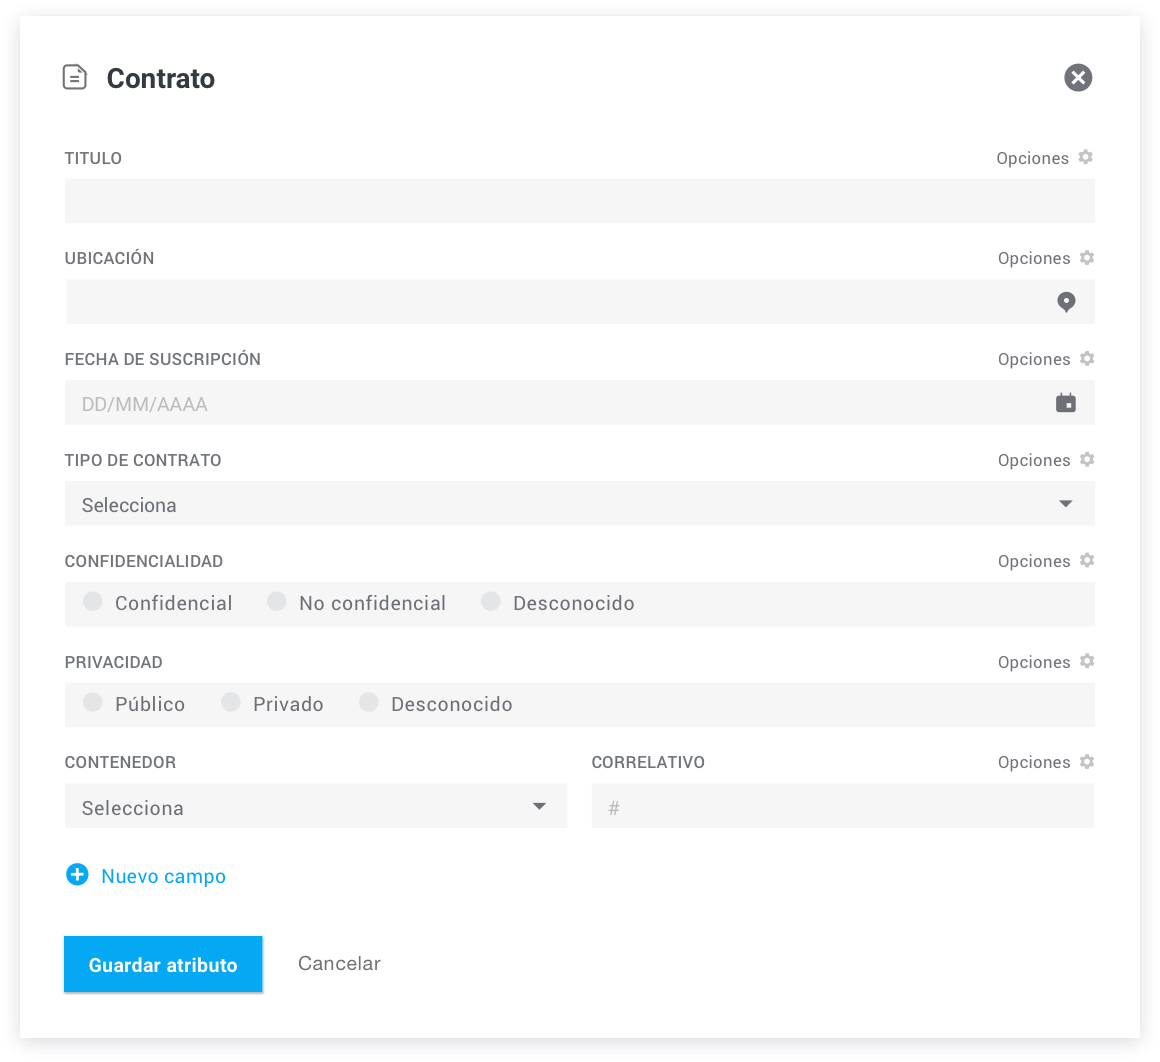 Contrato
TITULO Opciones
UBICACIÓN Opciones
FECHA DE SUSCRIPCIÓN Opciones
DD/MM/AAAA
TIPO DE CONTRATO Opciones
Selecciona
CONFIDENCIALIDAD Opciones
Confidencial No confidencial Desconocido
PRIVACIDAD Opciones
Público Privado Desconocido
CONTENEDOR CORRELATIVO Opciones
Selecciona #
Nuevo campo
Guardar atributo Cancelar